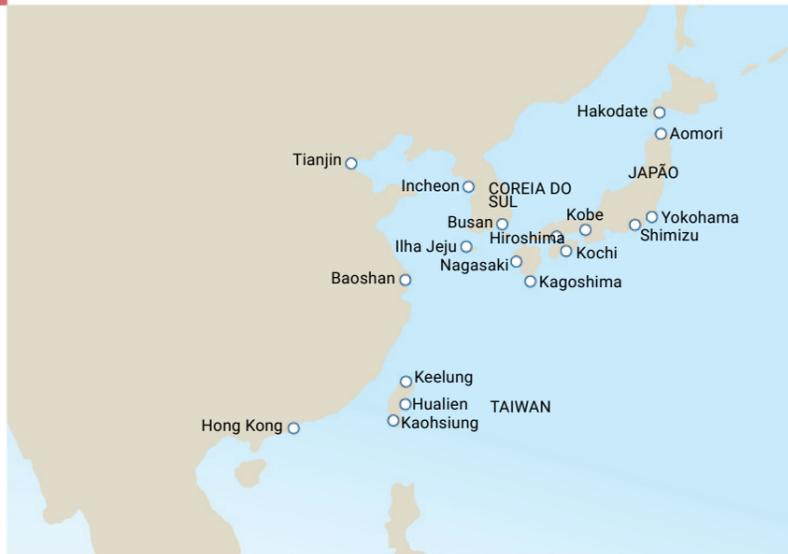 Hakodate
Aomori
Tianjin
JAPÃO
Incheon
COREIA DO
SUL
Kobe
Yokohama
Busan
Shimizu
Hiroshima
Ilha Jeju
Kochi
Nagasaki
Baoshan
Kagoshima
Keelung
Hualien
TAIWAN
Kaohsiung
Hong Kong